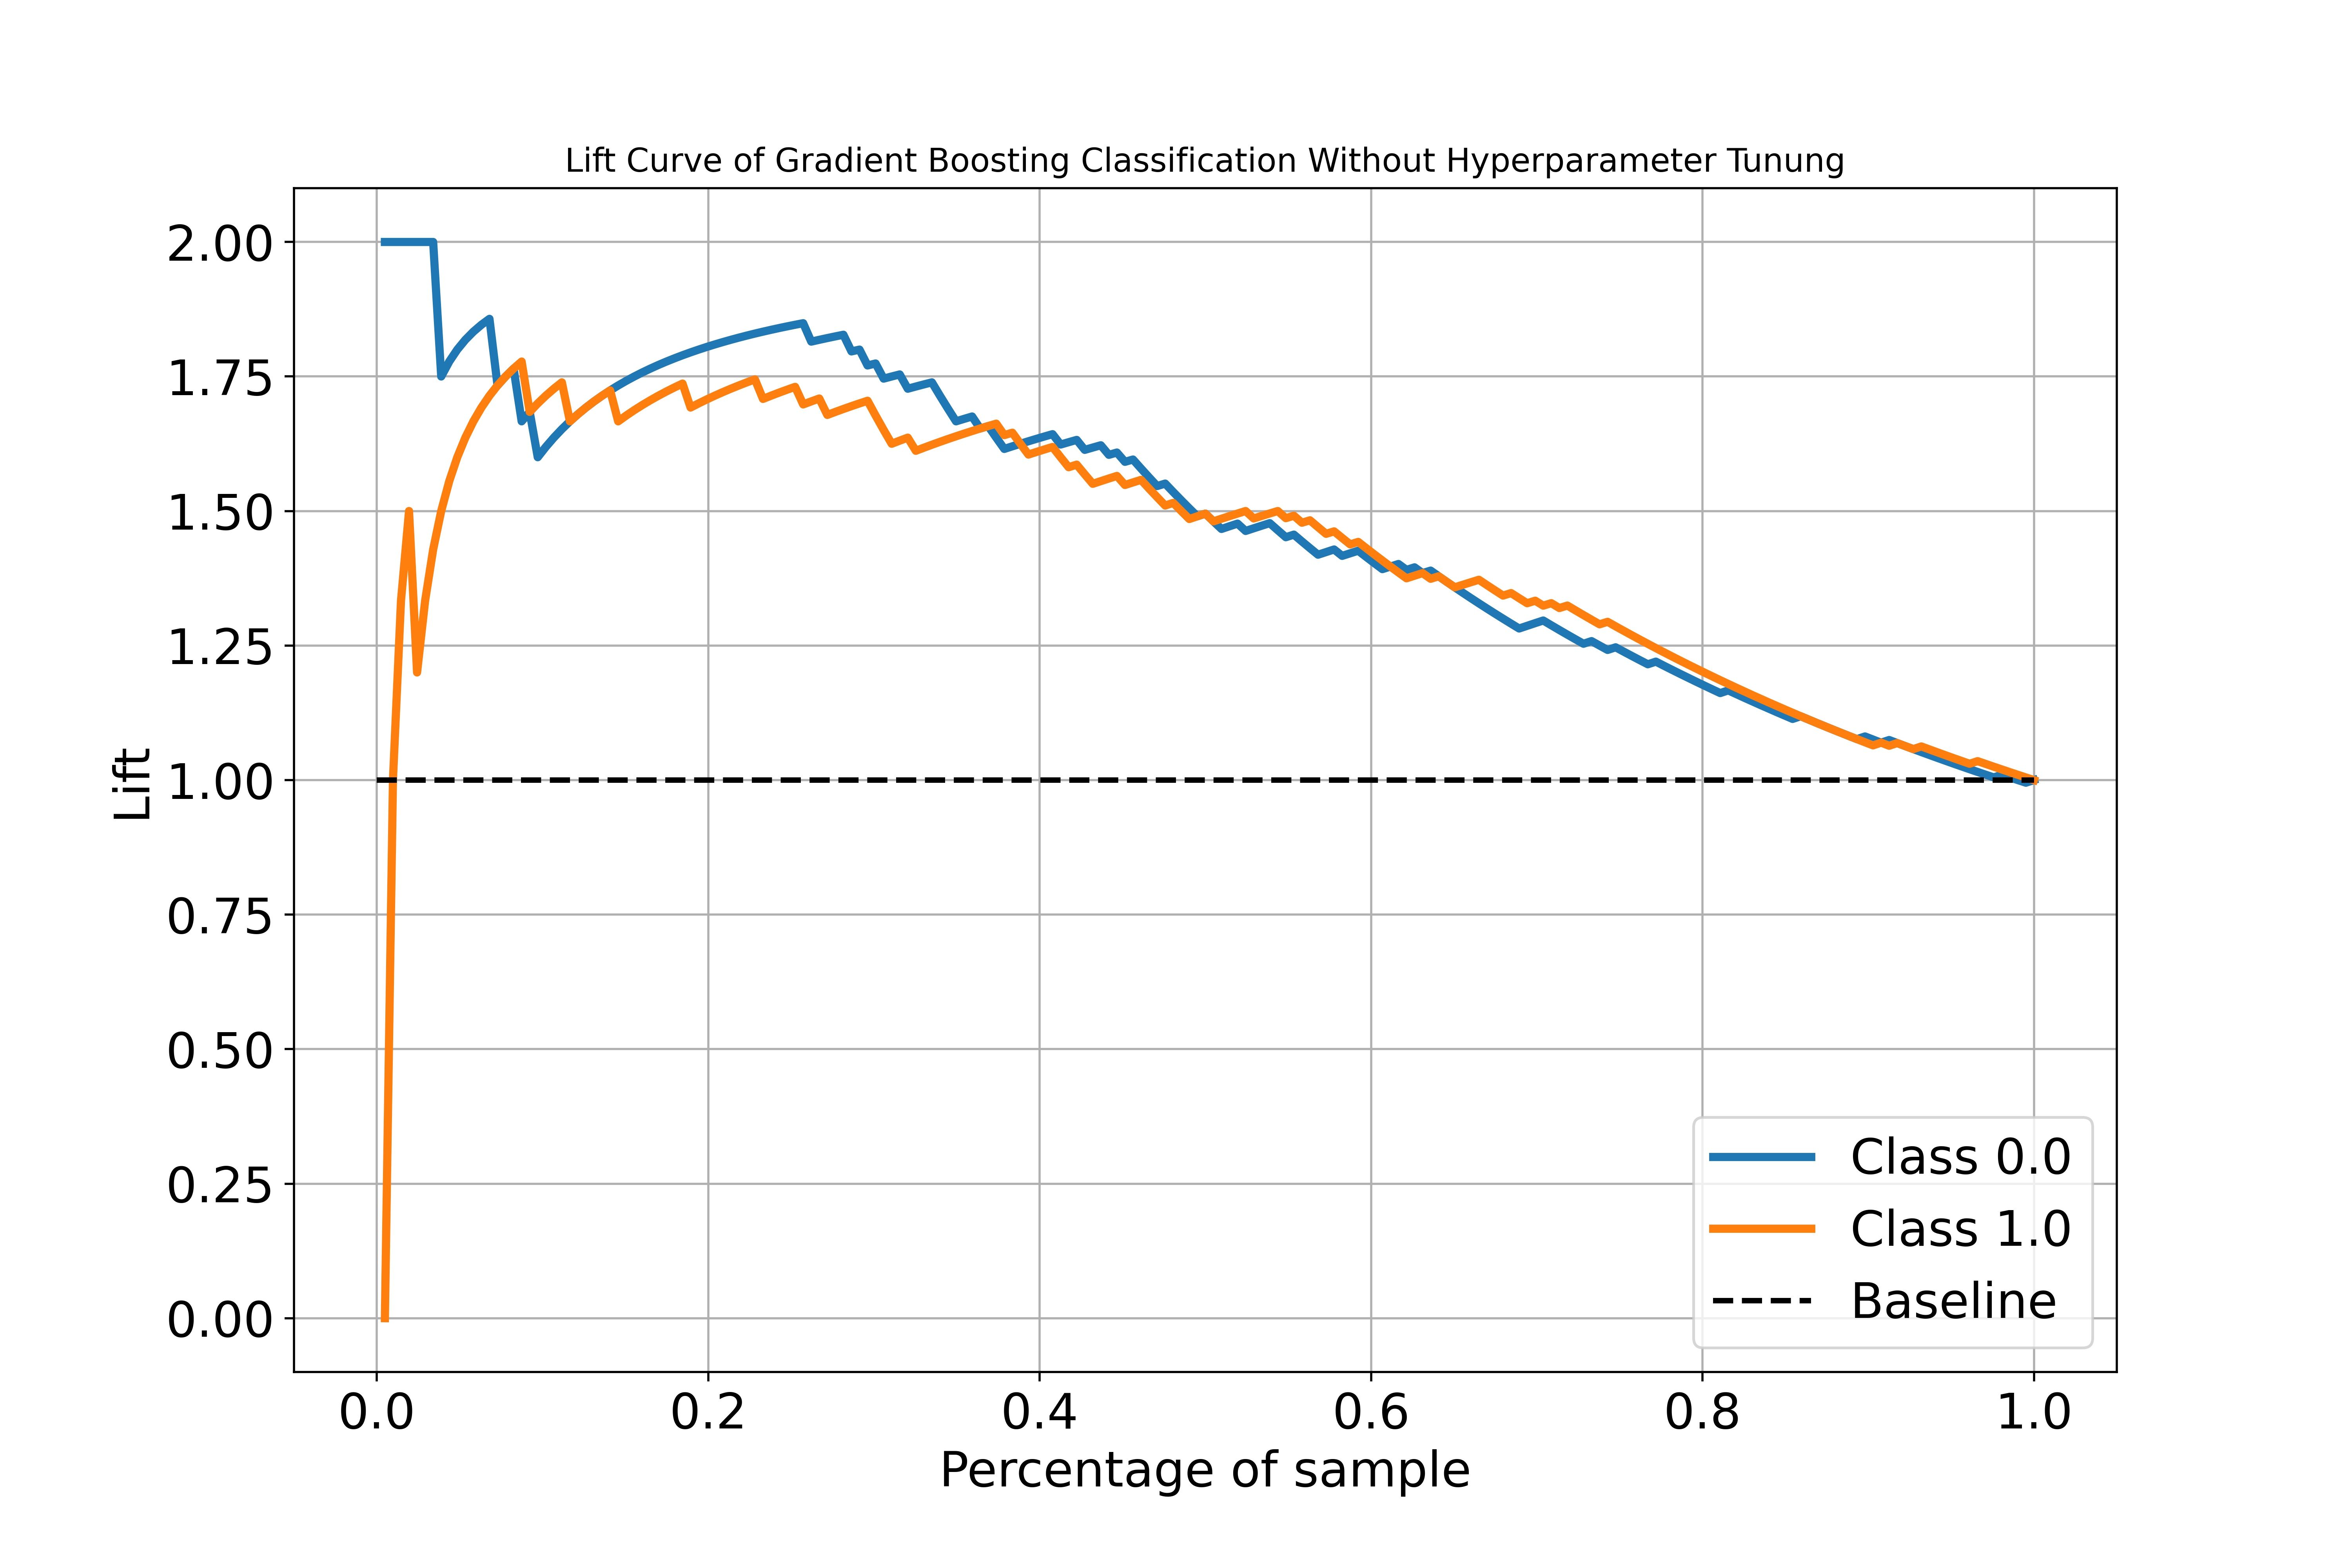 Lift Curve of Gradient Boosting Classification Without Hyperparameter Tunung
2.00
1.75
1.50
1.25
1.00
0.75
0.50
0.25
0.00
Lift
0.0 0.2 0.4 0.6 0.8 1.0
Percentage of sample
Class 0.0
Class 1.0
Baseline